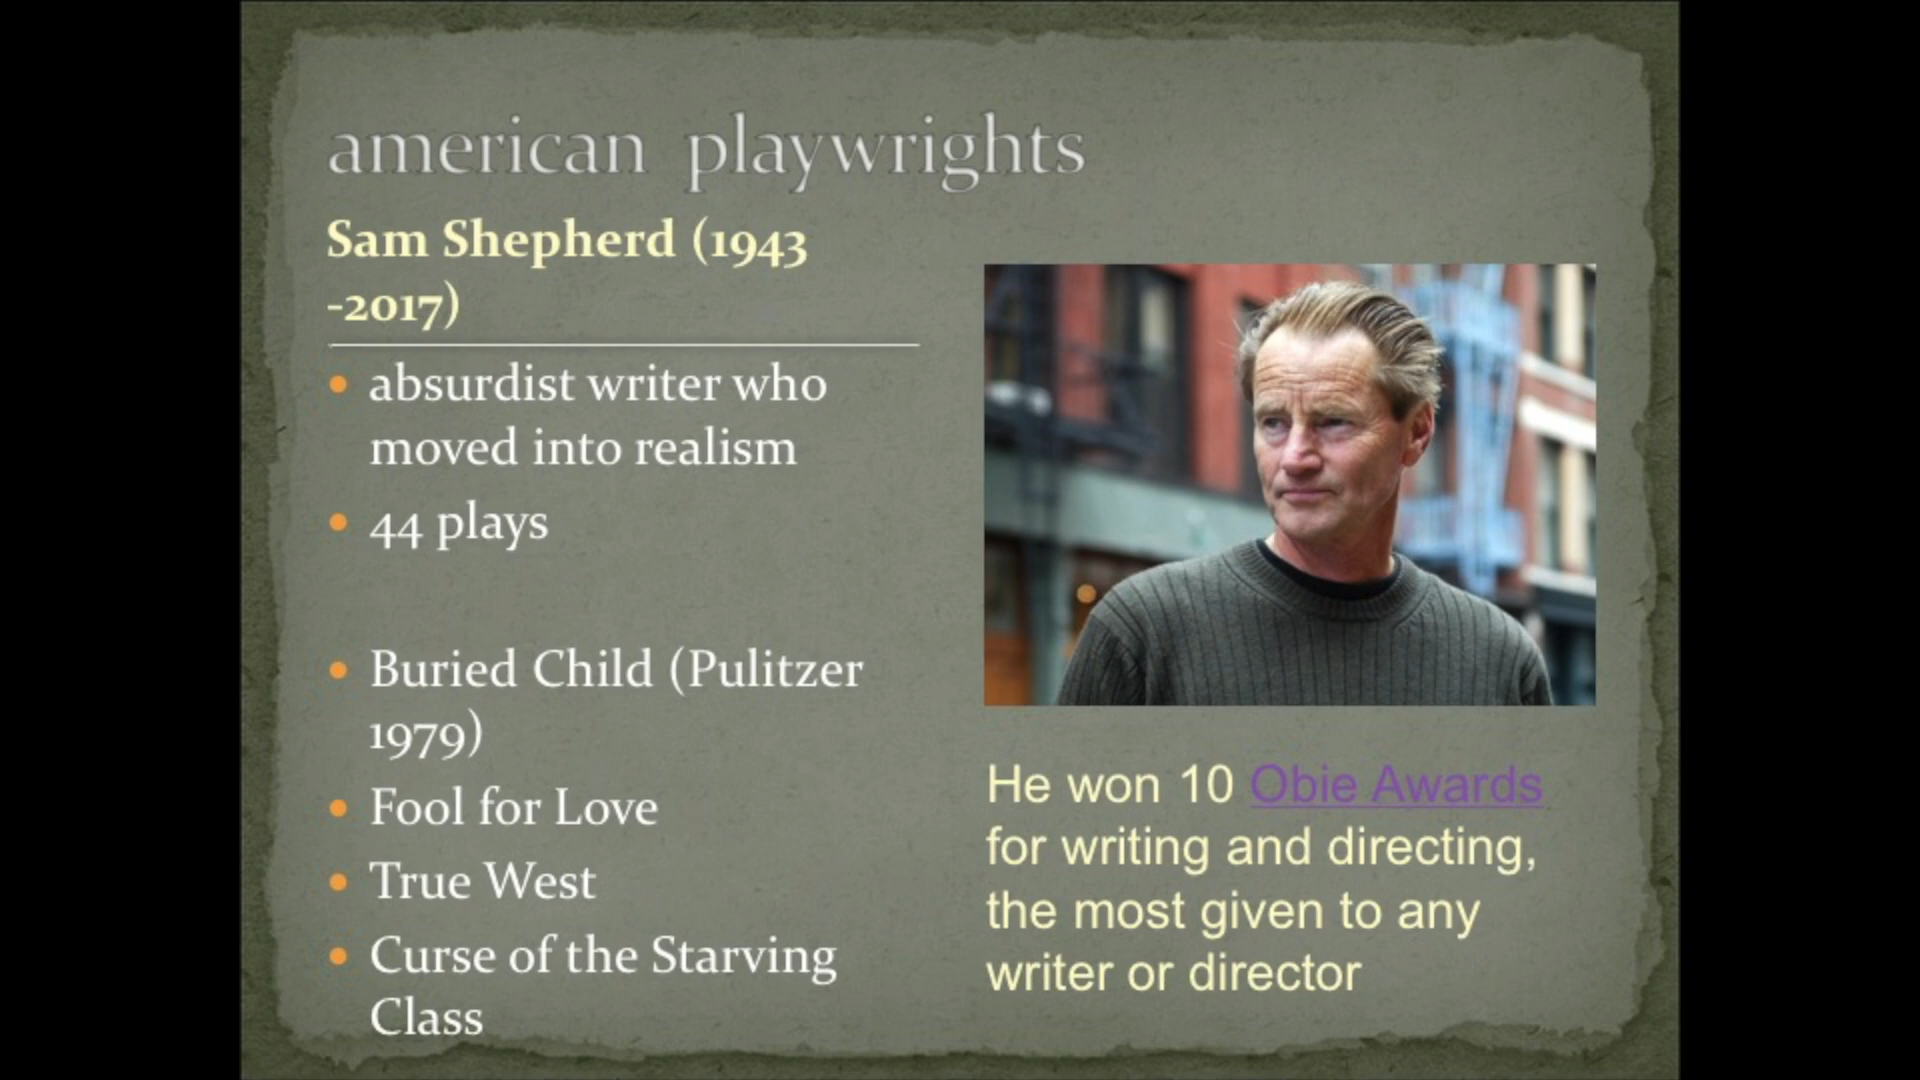 american playwrights
Sam Shepherd (1943
-2017)
absurdist writer who
moved into realism
44 plays
Buried Child (Pulitzer
1979)
Fool for Love
True West
Curse of the Starving
Class
He won 10 Obie Awards
for writing and directing,
the most given to any
writer or director